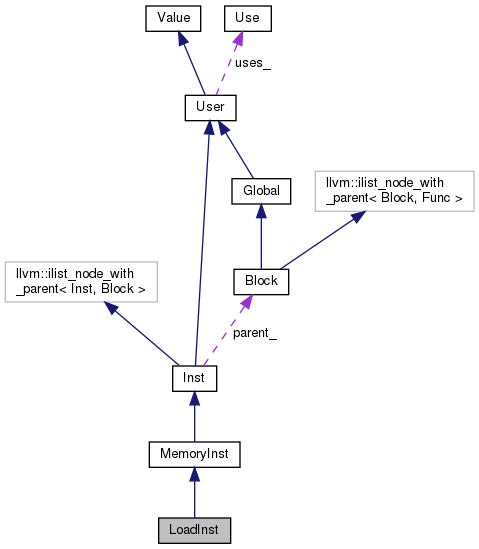 Value
Use
uses_
User
Global
llvm::ilist_node_with
_parent< Block, Func >
llvm::ilist_node_with
_parent< Inst, Block >
Block
parent_
Inst
MemoryInst
LoadInst